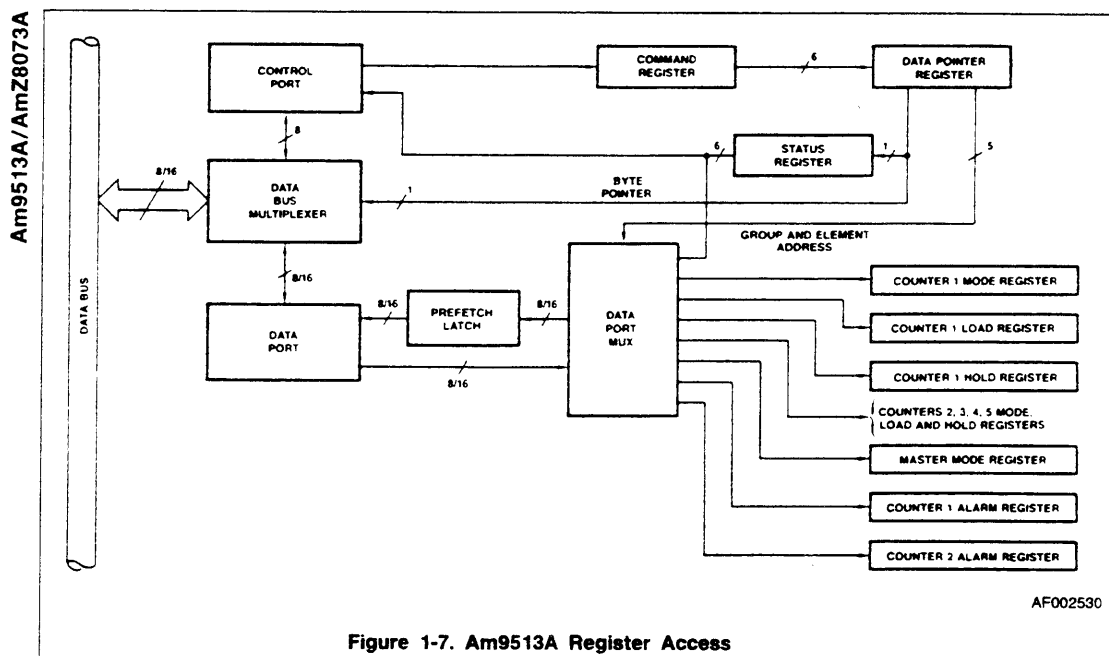 Am9513A/AmZ8073A
DATA BUS
CONTROL
PORT
COMMAND
REGISTER
6
DATA POINTER
REGISTER
8
6
STATUS
REGISTER
1
5
8/16
DATA
BUS
MULTIPLEXER
1
BYTE
POINTER
GROUP AND ELEMENT
ADDRESS
8/16
DATA
PORT
8/16
PREFETCH
LATCH
8/16
8/16
DATA
PORT
MUX
COUNTER 1 MODE REGISTER
COUNTER 1 LOAD REGISTER
COUNTER 1 HOLD REGISTER
COUNTERS 2, 3, 4, 5 MODE,
LOAD AND HOLD REGISTERS
MASTER MODE REGISTER
COUNTER 1 ALARM REGISTER
COUNTER 2 ALARM REGISTER
AF002530
Figure 1-7. Am9513A Register Access